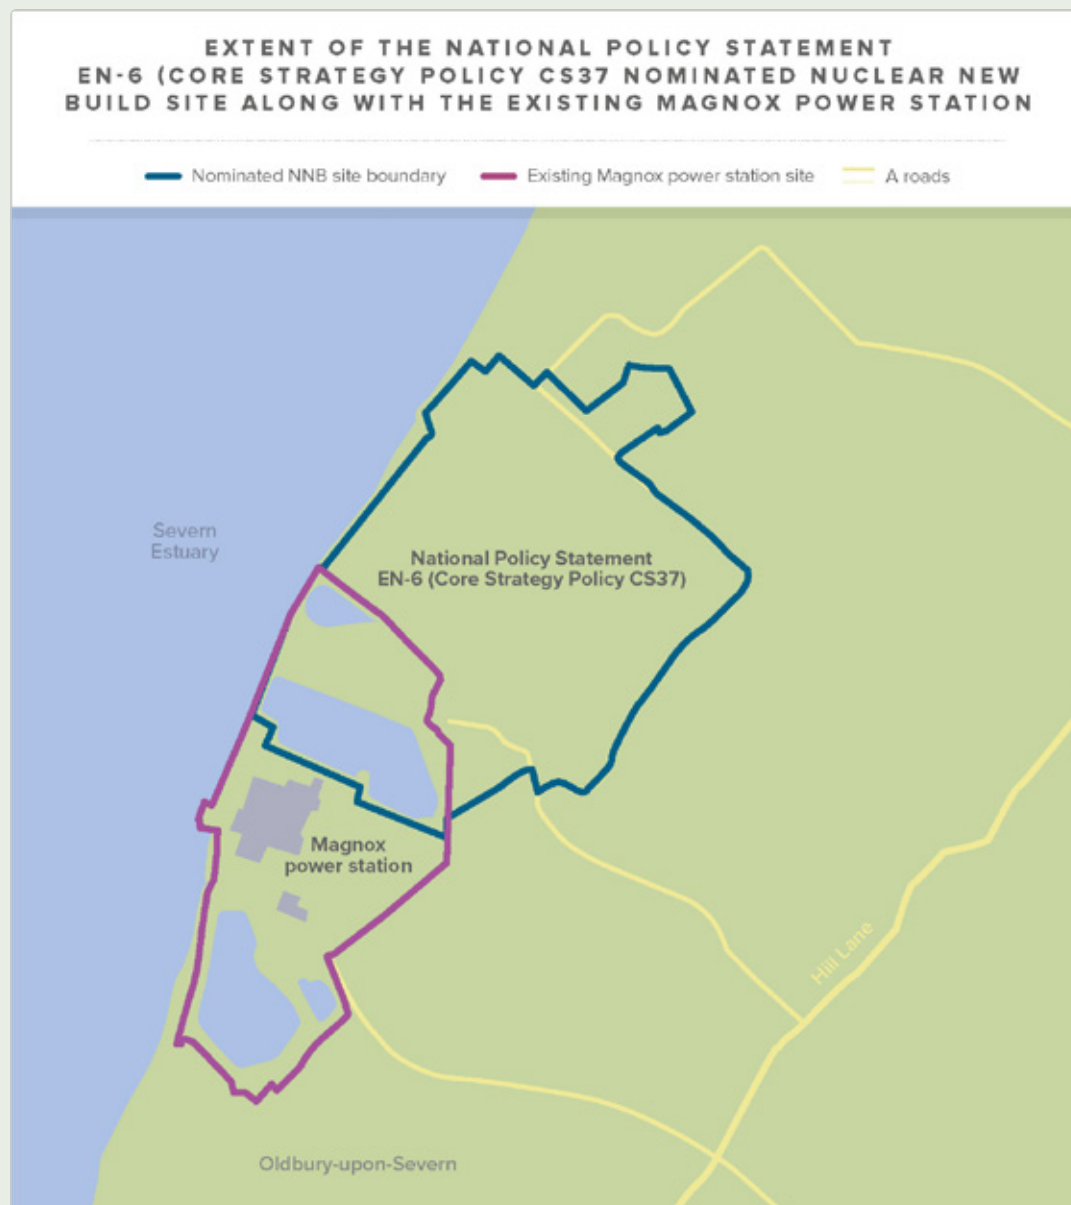 EXTENT OF THE NATIONAL POLICY STATEMENT
EN-6 (CORE STRATEGY POLICY CS37 NOMINATED NUCLEAR NEW
BUILD SITE ALONG WITH THE EXISTING MAGNOX POWER STATION
Nominated NNB site boundary
Existing Magnox power station site
A roads
Severn
Estuary
National Policy Statement
EN-6 (Core Strategy Policy CS37)
Magnox
power station
Hill Lane
Oldbury-upon-Severn